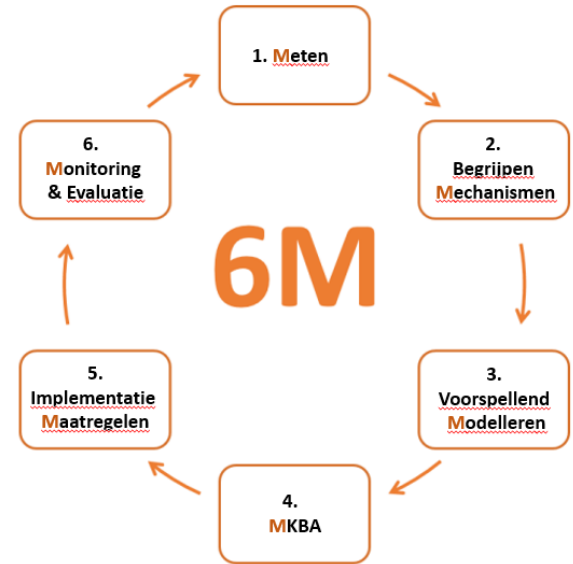 1. Meten
2.
Begrijpen
Mechanismen
3.
Voorspellend
Modelleren
4.
MKBA
5.
Implementatie
Maatregelen
6.
Monitoring
& Evaluatie
6M